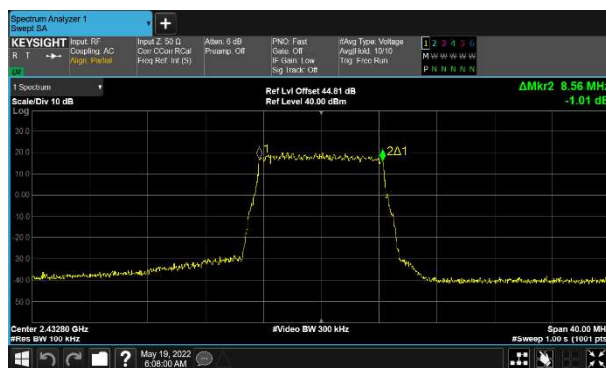 Spectrum Analyzer 1
Swept SA
+
KEYSIGHT Input: RF Input Z: 50 Ω Atten: 6 dB PNO: Fast #Avg Type: Voltage 1 2 3 4 5 6
R T Coupling: AC Corr CCorr RCal Preamp: Off Gate: Off Avg|Hold: 10/10 M W W W W W
Align: Partial Freq Ref: Int (S) IF Gain: Low Trig: Free Run P N N N N N
Sig Track: Off
1 Spectrum Ref Lvl Offset 44.81 dB ΔMkr2 8.56 MHz
Scale/Div 10 dB Ref Level 40.00 dBm -1.01 dB
Log
30.0
1 2Δ1
20.0
10.0
0.00
-10.0
-20.0
-30.0
-40.0
-50.0
Center 2.43280 GHz #Video BW 300 kHz Span 40.00 MHz
#Res BW 100 kHz #Sweep 1.00 s (1001 pts)
? May 19, 2022
6:08:00 AM